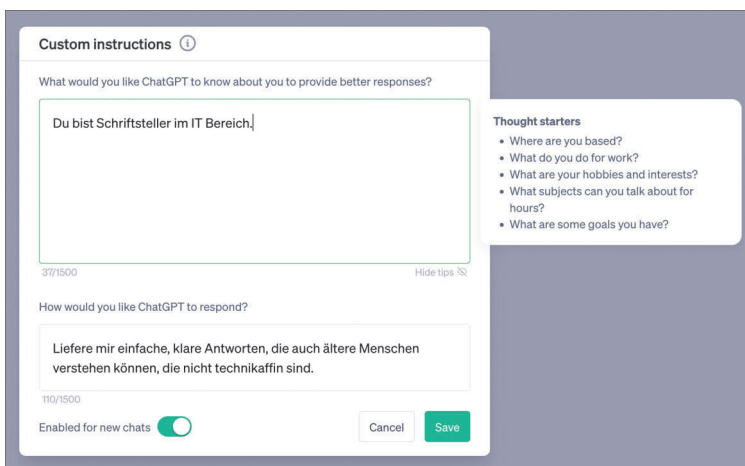 Custom instructions
What would you like ChatGPT to know about you to provide better responses?
Du bist Schriftsteller im IT Bereich.
37/1500
Hide tips
Thought starters
• Where are you based?
• What do you do for work?
• What are your hobbies and interests?
• What subjects can you talk about for
hours?
• What are some goals you have?
How would you like ChatGPT to respond?
Liefere mir einfache, klare Antworten, die auch ältere Menschen
verstehen können, die nicht technikaffin sind.
110/1500
Enabled for new chats
Cancel
Save